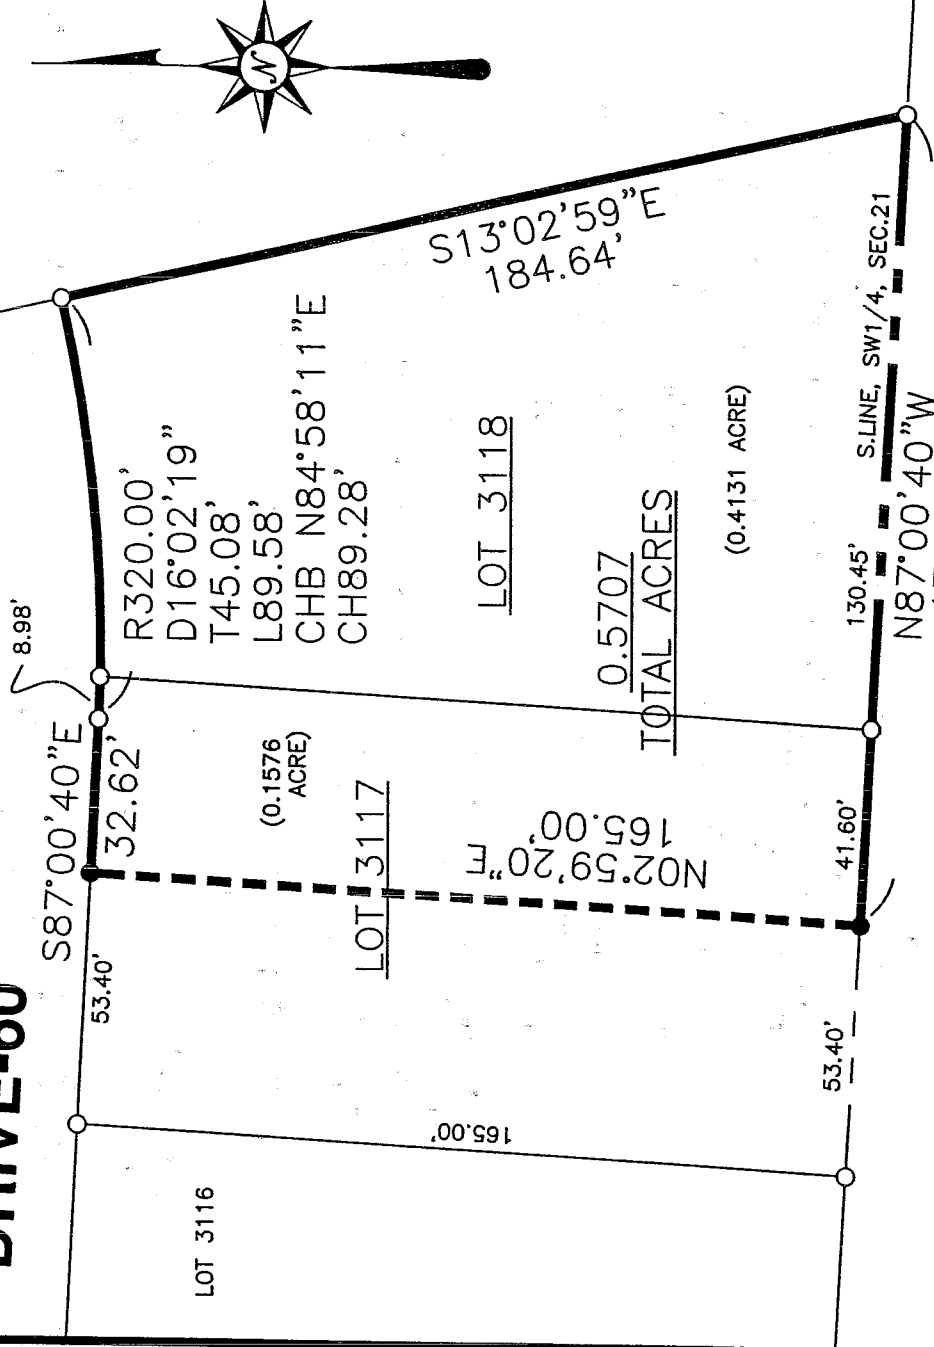 DRIVE-60'
S87°00'40"E
32.62'
8.98'
53.40'
R320.00'
D16°02'19"
T45.08'
L89.58'
CHB N84°58'11"E
CH89.28'
S13°02'59"E
184.64'
N
LOT 3118
(0.4131 ACRE)
0.5707
TOTAL ACRES
(0.1576
ACRE)
LOT 3117
N02°59'20"E
165.00'
165.00'
LOT 3116
53.40'
41.60'
130.45'
S.LINE, SW1/4, SEC.21
N87°00'40"W